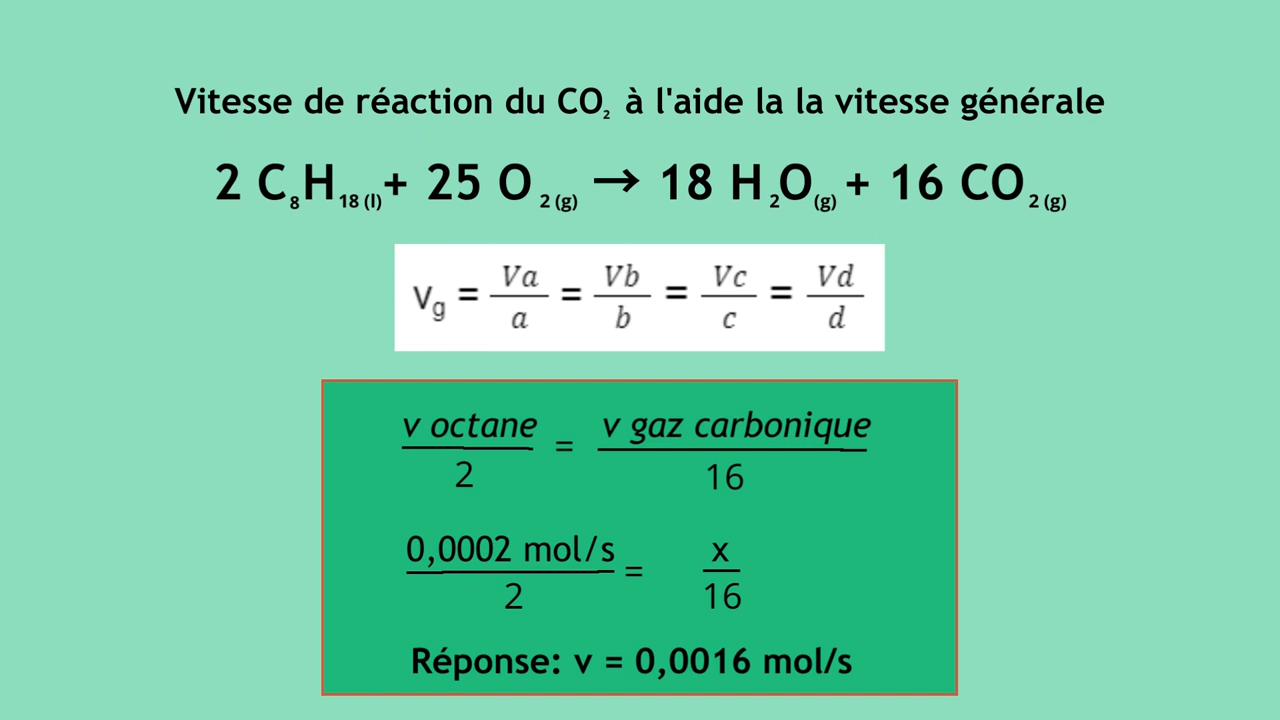 Vitesse de réaction du CO₂ à l'aide la la vitesse générale
2 C₈H₁₈ (l) + 25 O₂ (g) → 18 H₂O(g) + 16 CO₂ (g)
Vg = Va/a = Vb/b = Vc/c = Vd/d
v octane/2 = v gaz carbonique/16
0,0002 mol/s/2 = x/16
Réponse: v = 0,0016 mol/s